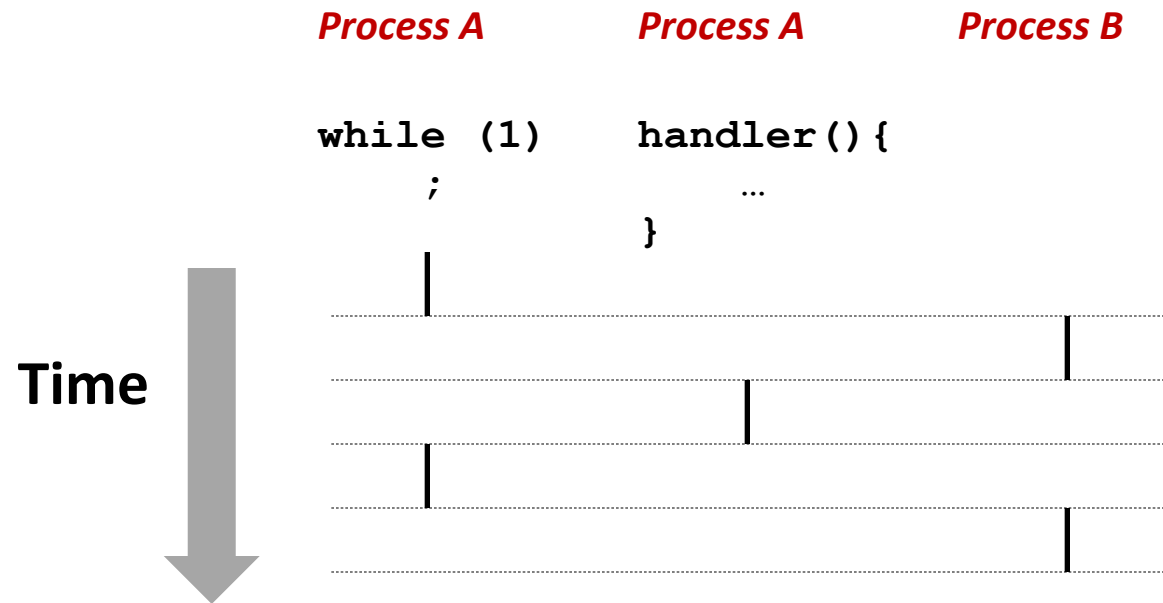 Process A Process A Process B
while (1) handler(){
; …
}
Time